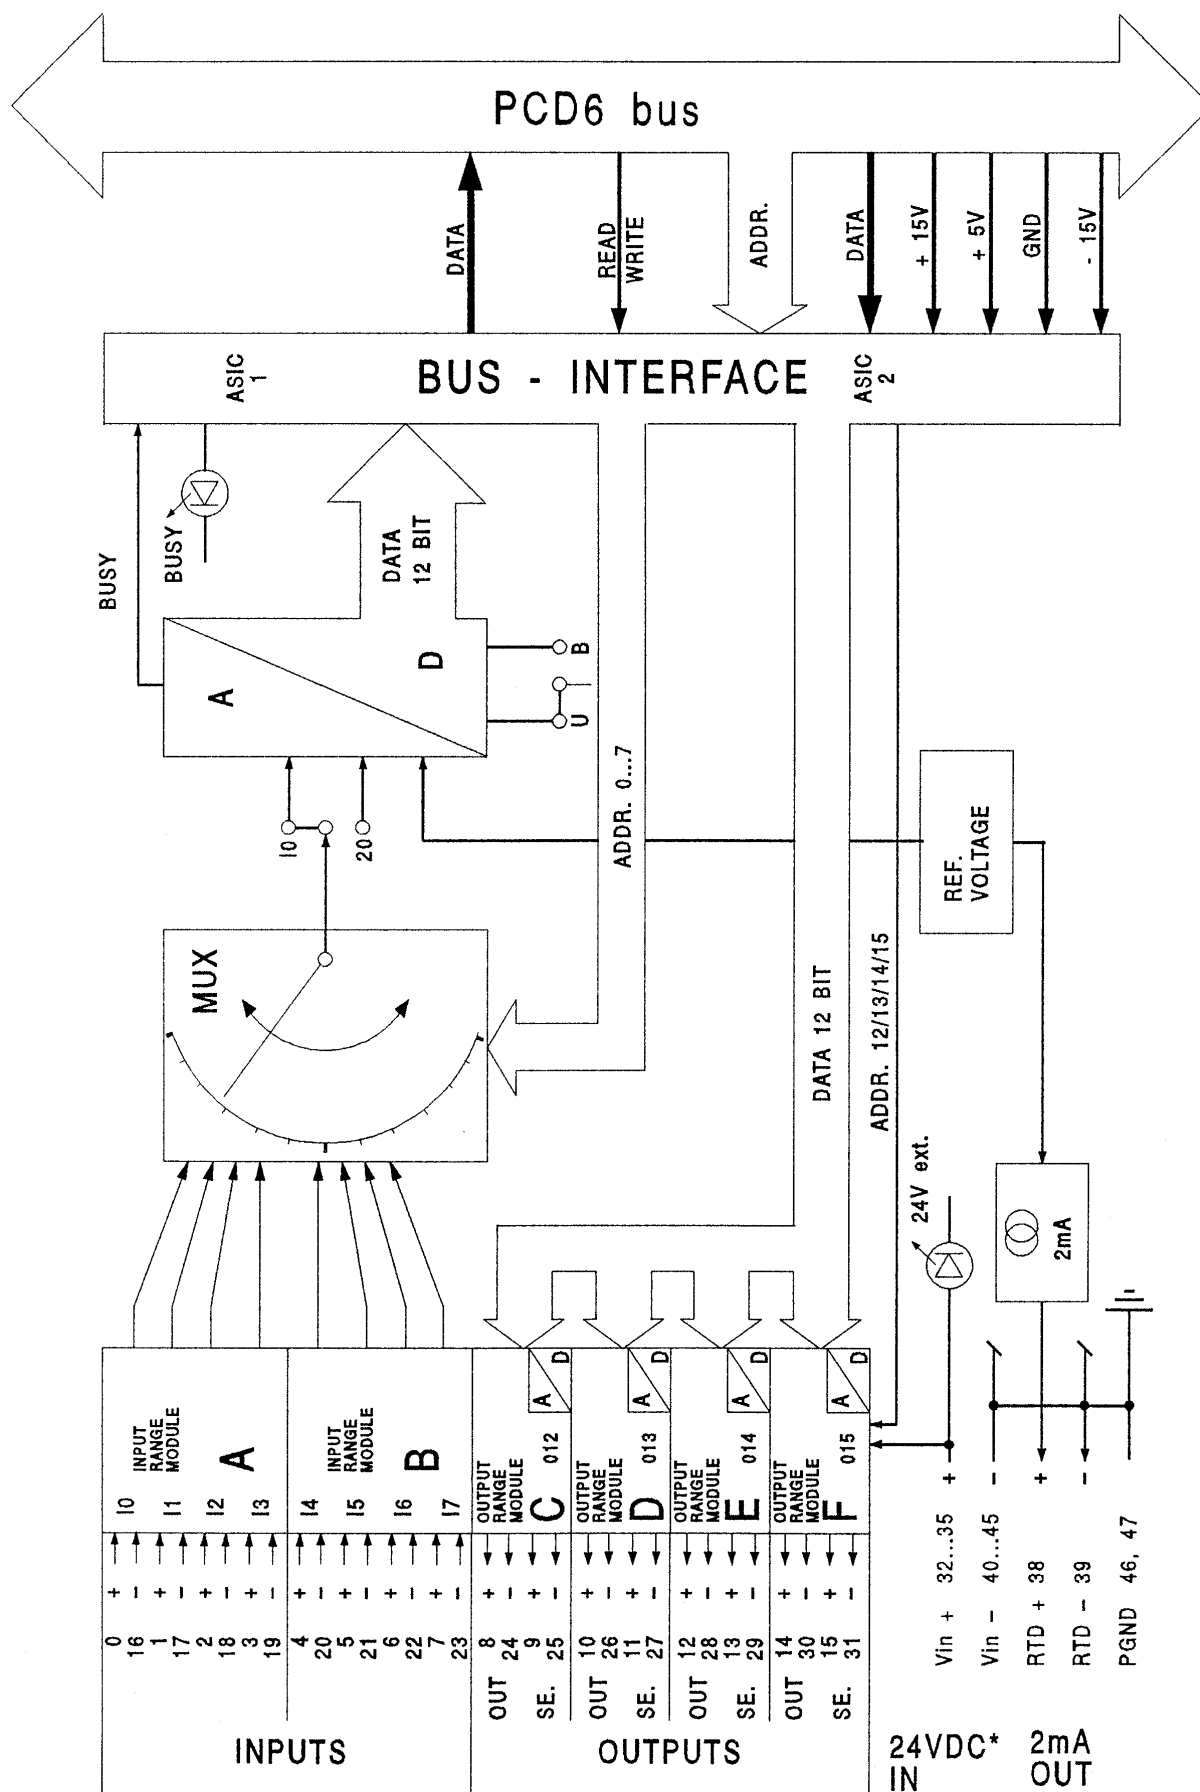 PCD6 bus
DATA
READ
WRITE
ADDR.
DATA
+ 15V
+ 5V
GND
- 15V
ASIC
1
BUS - INTERFACE
ASIC
2
BUSY
BUSY
DATA
12 BIT
A
D
U
B
10
20
ADDR. 0...7
REF.
VOLTAGE
MUX
DATA 12 BIT
ADDR. 12/13/14/15
24V ext.
2mA
INPUT
RANGE
MODULE
A
I0
I1
I2
I3
INPUT
RANGE
MODULE
B
I4
I5
I6
I7
OUTPUT
RANGE
MODULE
C
O12
A
D
OUTPUT
RANGE
MODULE
D
O13
A
D
OUTPUT
RANGE
MODULE
E
O14
A
D
OUTPUT
RANGE
MODULE
F
O15
A
D
0 +
16 -
1 +
17 -
2 +
18 -
3 +
19 -
4 +
20 -
5 +
21 -
6 +
22 -
7 +
23 -
OUT 8 +
24 -
SE. 9 +
25 -
OUT 10 +
26 -
SE. 11 +
27 -
OUT 12 +
28 -
SE. 13 +
29 -
OUT 14 +
30 -
SE. 15 +
31 -
Vin + 32...35 +
Vin - 40...45 -
RTD + 38 +
RTD - 39 -
PGND 46, 47
INPUTS
OUTPUTS
24VDC*
IN
2mA
OUT